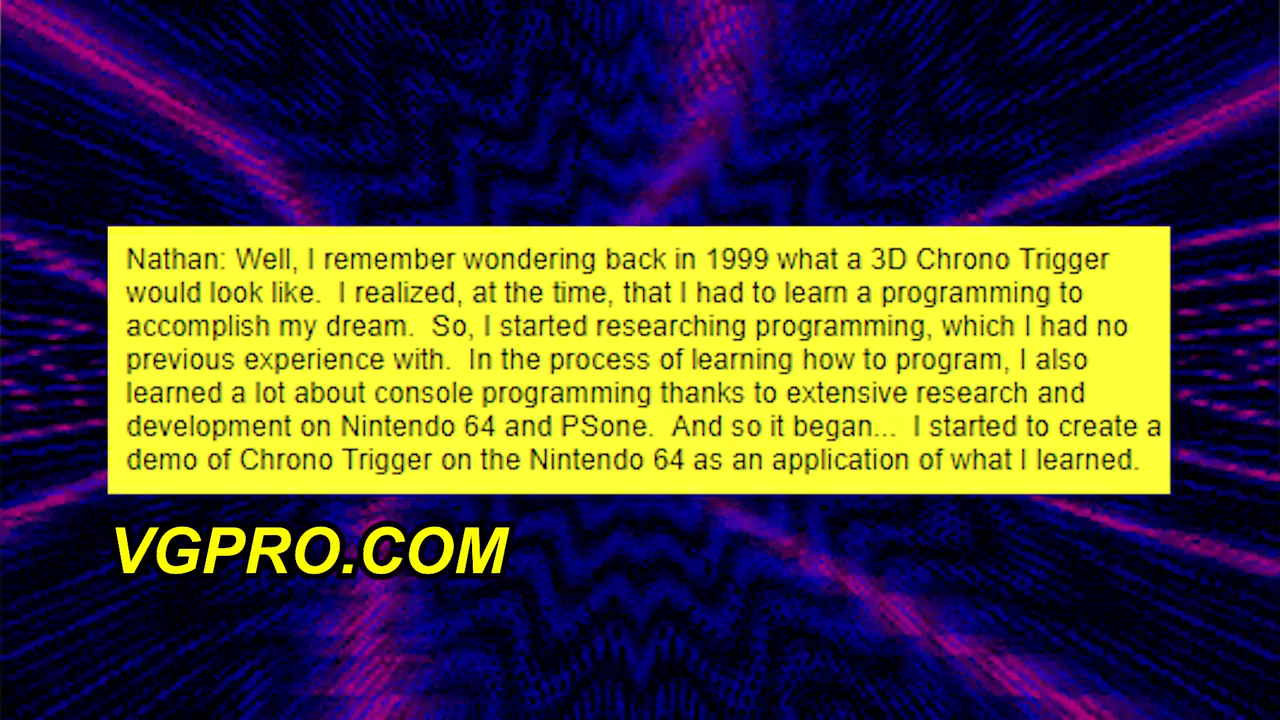 Nathan: Well, I remember wondering back in 1999 what a 3D Chrono Trigger
would look like.  I realized, at the time, that I had to learn a programming to
accomplish my dream.  So, I started researching programming, which I had no
previous experience with.  In the process of learning how to program, I also
learned a lot about console programming thanks to extensive research and
development on Nintendo 64 and PSone.  And so it began...  I started to create a
demo of Chrono Trigger on the Nintendo 64 as an application of what I learned.
VGPRO.COM